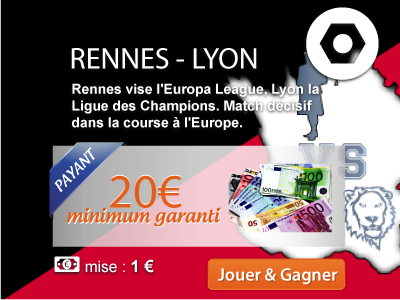 RENNES - LYON
Rennes vise l'Europa League, Lyon la
Ligue des Champions. Match décisif
dans la course à l'Europe.
PAYANT
VS
20€
minimum garanti
mise : 1 €
Jouer & Gagner